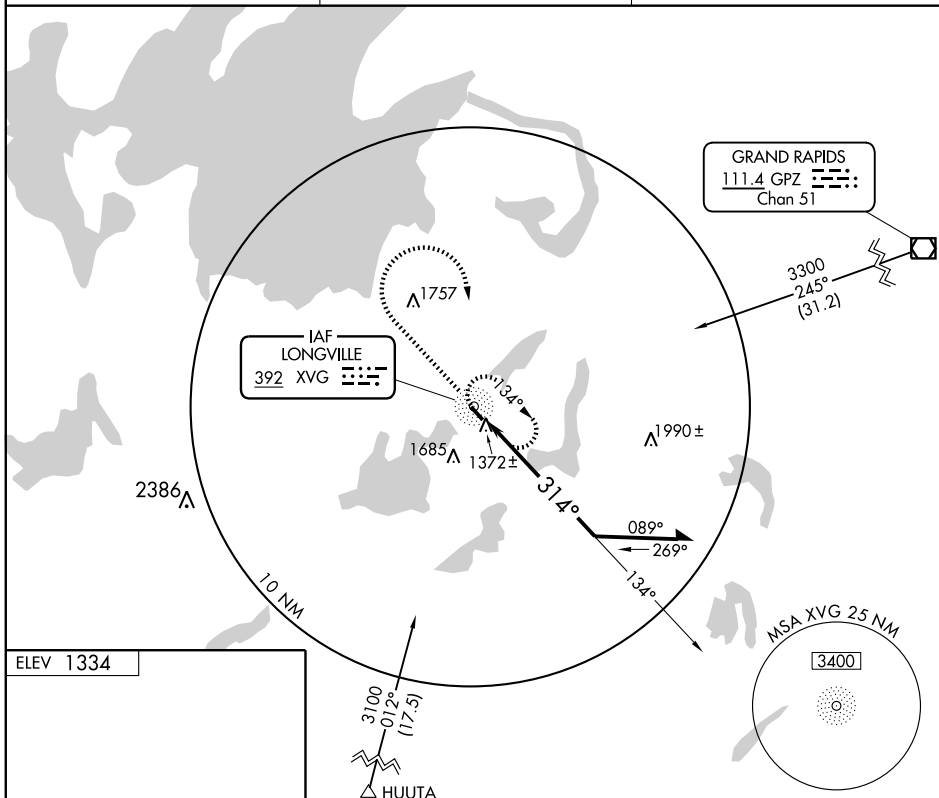 GRAND RAPIDS
111.4 GPZ
Chan 51
3300
245°
(31.2)
1757
IAF
LONGVILLE
392 XVG
134°
1990 ±
1685
1372 ±
2386
314°
089°
269°
134°
10 NM
MSA XVG 25 NM
3400
ELEV 1334
3100
012°
(17.5)
HUUTA